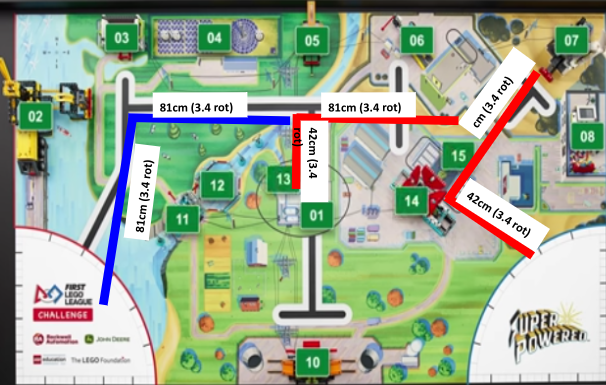 03
04
05
06
07
02
81cm (3.4 rot)
81cm (3.4 rot)
cm (3.4 rot)
08
42cm (3.4
rot)
81cm (3.4 rot)
15
12
13
14
11
01
42cm (3.4 rot)
FIRST
LEGO
LEAGUE
CHALLENGE
Rockwell
Automation
JOHN DEERE
education
The LEGO Foundation
SUPER
POWERED
10